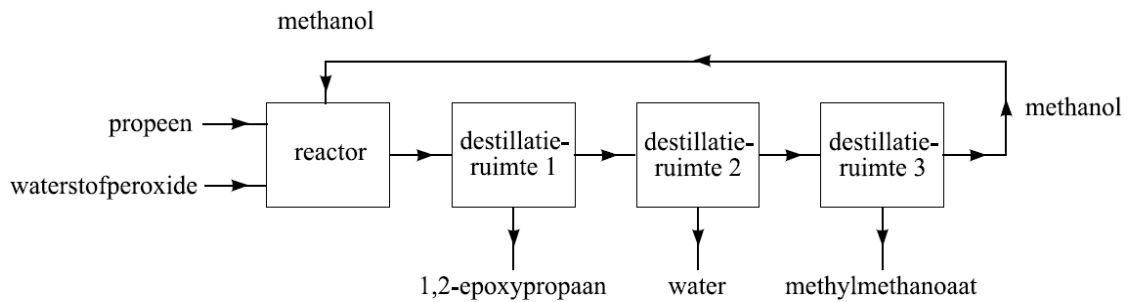 methanol
propeen
waterstofperoxide
reactor
destillatie-
ruimte 1
destillatie-
ruimte 2
destillatie-
ruimte 3
methanol
1,2-epoxypropaan
water
methylmethanoaat